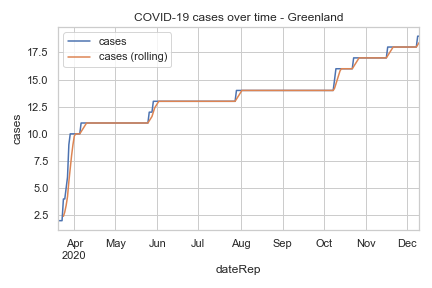 COVID-19 cases over time - Greenland
cases
cases (rolling)
cases
17.5
15.0
12.5
10.0
7.5
5.0
2.5
Apr May Jun Jul Aug Sep Oct Nov Dec
2020
dateRep